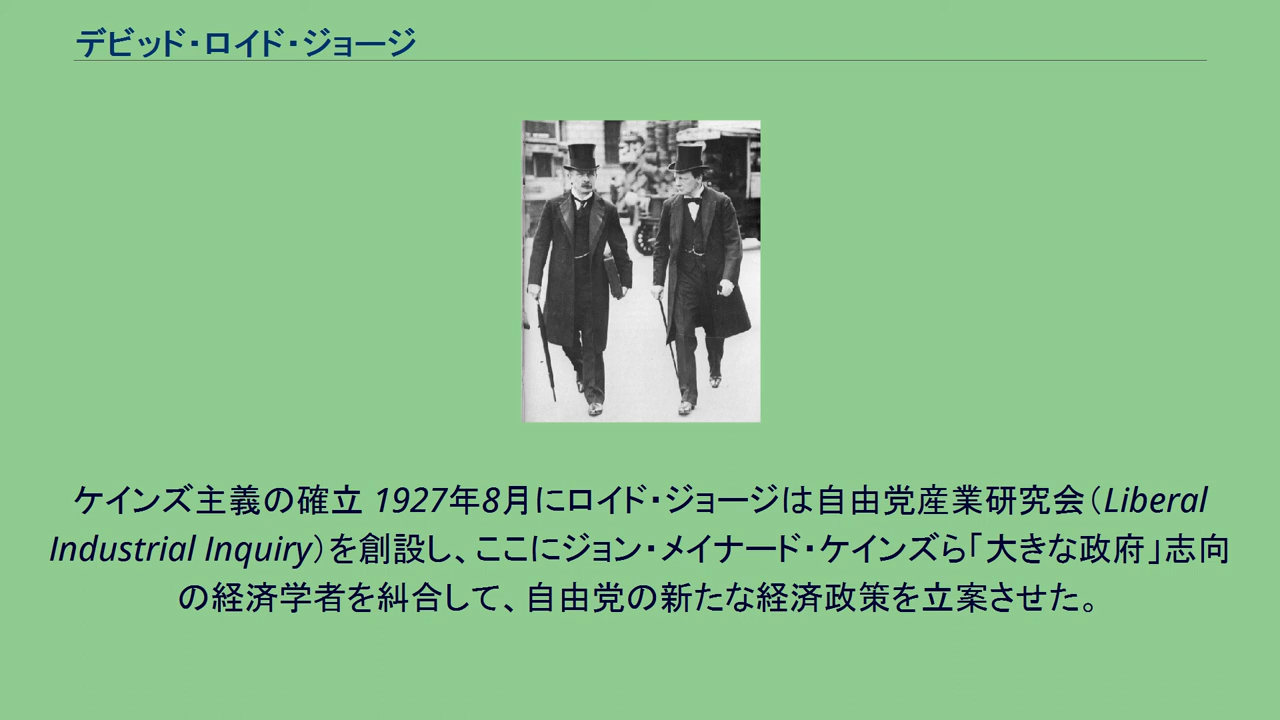 デビッド・ロイド・ジョージ
ケインズ主義の確立 1927年8月にロイド・ジョージは自由党産業研究会（Liberal
Industrial Inquiry）を創設し、ここにジョン・メイナード・ケインズら「大きな政府」志向
の経済学者を糾合して、自由党の新たな経済政策を立案させた。